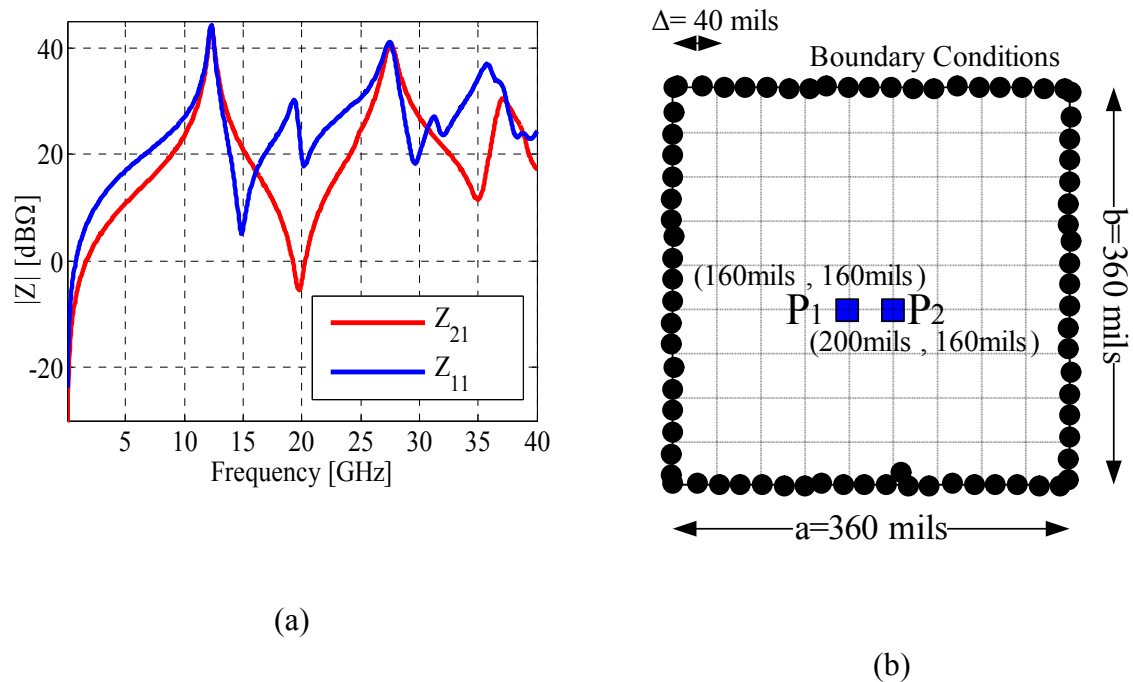 40
20
0
-20
|Z| [dBΩ]
Z21
Z11
5 10 15 20 25 30 35 40
Frequency [GHz]
(a)
Δ= 40 mils
Boundary Conditions
(160mils , 160mils)
P1 P2
(200mils , 160mils)
b=360 mils
a=360 mils
(b)